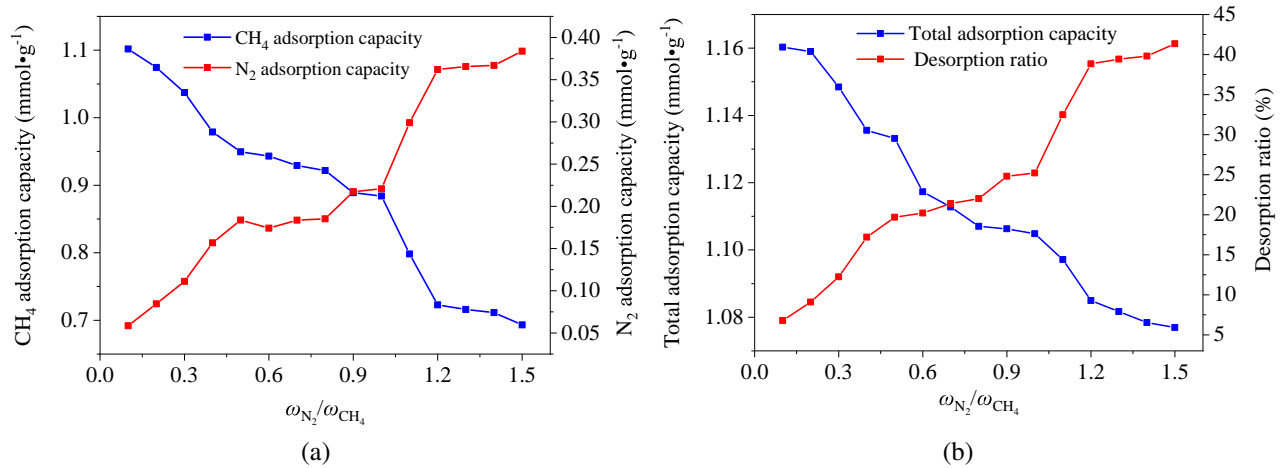 CH₄ adsorption capacity (mmol•g⁻¹)
1.1
1.0
0.9
0.8
0.7
CH₄ adsorption capacity
N₂ adsorption capacity
0.40
0.35
0.30
0.25
0.20
0.15
0.10
0.05
N₂ adsorption capacity (mmol•g⁻¹)
0.0 0.3 0.6 0.9 1.2 1.5
ω_N₂/ω_CH₄
(a)
Total adsorption capacity (mmol•g⁻¹)
1.16
1.14
1.12
1.10
1.08
Total adsorption capacity
Desorption ratio
45
40
35
30
25
20
15
10
5
Desorption ratio (%)
0.0 0.3 0.6 0.9 1.2 1.5
ω_N₂/ω_CH₄
(b)